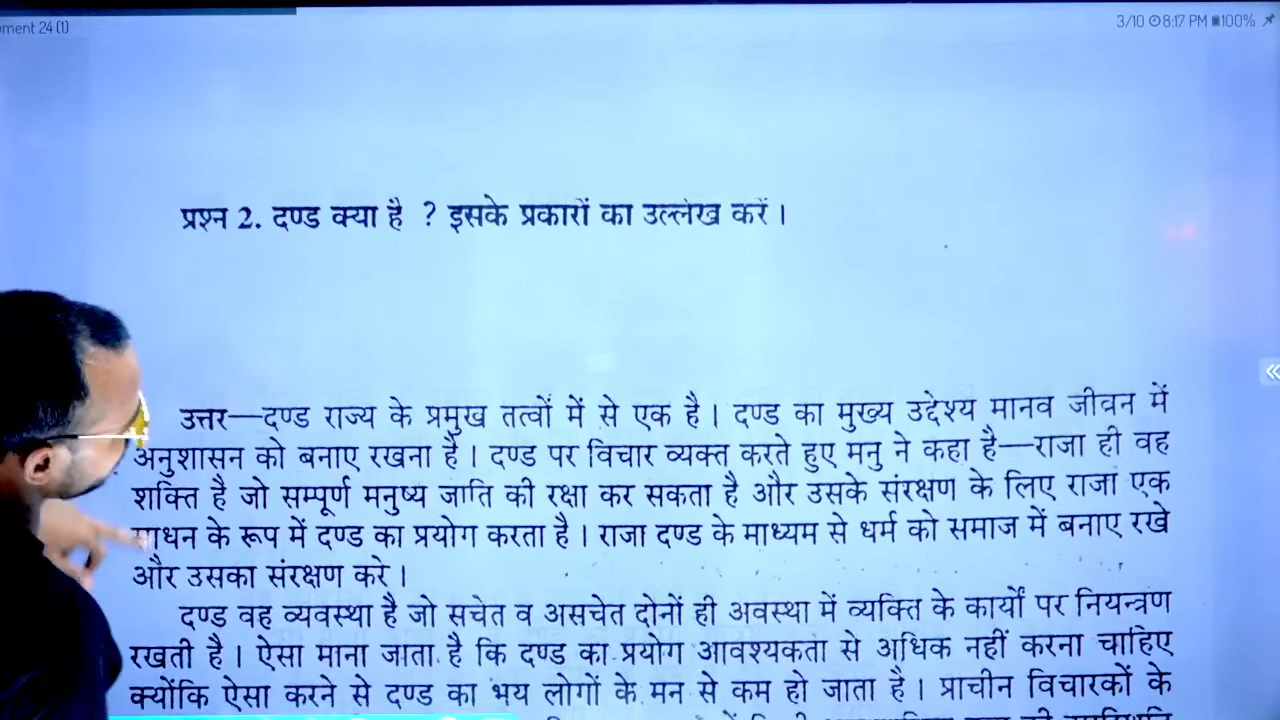 ment 24 (1)
3/10 8:17 PM 100%
प्रश्न 2. दण्ड क्या है ? इसके प्रकारों का उल्लेख करें।
उत्तर—दण्ड राज्य के प्रमुख तत्वों में से एक है। दण्ड का मुख्य उद्देश्य मानव जीवन में
अनुशासन को बनाए रखना है। दण्ड पर विचार व्यक्त करते हुए मनु ने कहा है—राजा ही वह
शक्ति है जो सम्पूर्ण मनुष्य जाति की रक्षा कर सकता है और उसके संरक्षण के लिए राजा एक
साधन के रूप में दण्ड का प्रयोग करता है। राजा दण्ड के माध्यम से धर्म को समाज में बनाए रखे
और उसका संरक्षण करे।
दण्ड वह व्यवस्था है जो सचेत व असचेत दोनों ही अवस्था में व्यक्ति के कार्यों पर नियन्त्रण
रखती है। ऐसा माना जाता है कि दण्ड का प्रयोग आवश्यकता से अधिक नहीं करना चाहिए
क्योंकि ऐसा करने से दण्ड का भय लोगों के मन से कम हो जाता है। प्राचीन विचारकों के